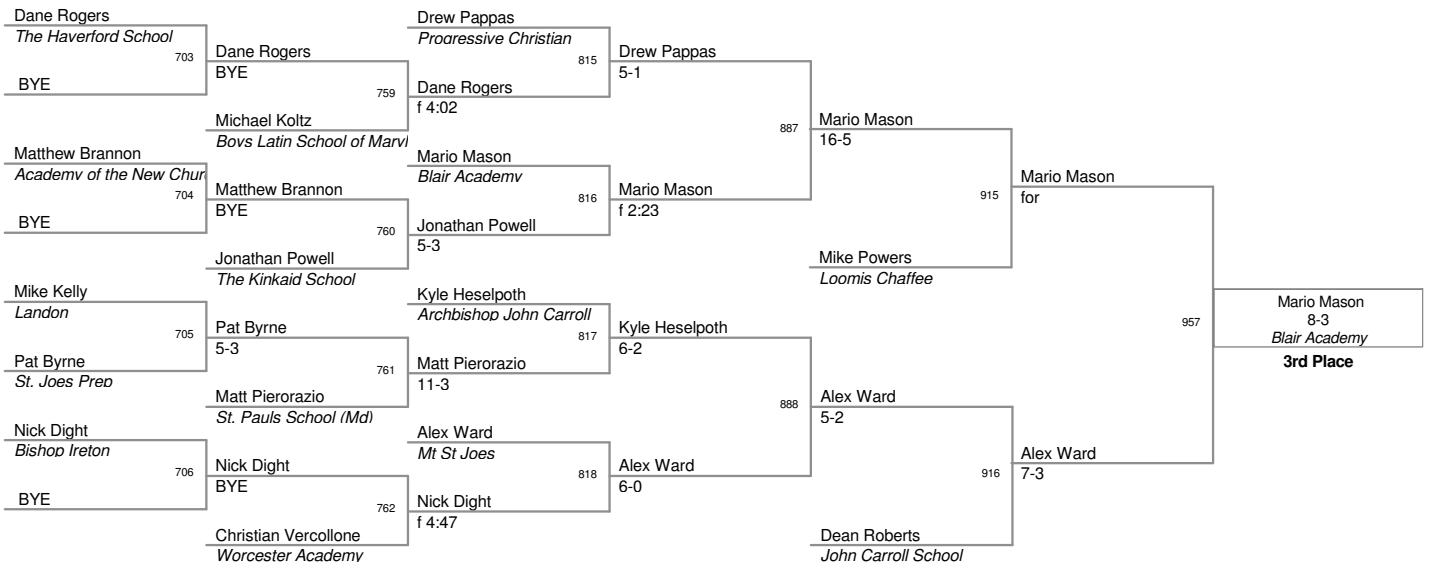 Dane Rogers
The Haverford School
703
BYE
Matthew Brannon
Academy of the New Chur
704
BYE
Mike Kelly
Landon
705
Pat Byrne
St. Joes Prep
Nick Dight
Bishop Ireton
706
BYE
Dane Rogers
BYE
759
Michael Koltz
Boys Latin School of Maryl
Matthew Brannon
BYE
760
Jonathan Powell
The Kinkaid School
Pat Byrne
5-3
761
Matt Pierorazio
St. Pauls School (Md)
Nick Dight
BYE
762
Christian Vercollone
Worcester Academy
Drew Pappas
Progressive Christian
815
Dane Rogers
f 4:02
Mario Mason
Blair Academy
816
Jonathan Powell
5-3
Kyle Heselpoth
Archbishop John Carroll
817
Matt Pierorazio
11-3
Alex Ward
Mt St Joes
818
Nick Dight
f 4:47
Drew Pappas
5-1
887
Mario Mason
f 2:23
Kyle Heselpoth
6-2
888
Alex Ward
6-0
Mario Mason
16-5
915
Mike Powers
Loomis Chaffee
Alex Ward
5-2
916
Dean Roberts
John Carroll School
Mario Mason
for
957
Alex Ward
7-3
Mario Mason
8-3
Blair Academy
3rd Place